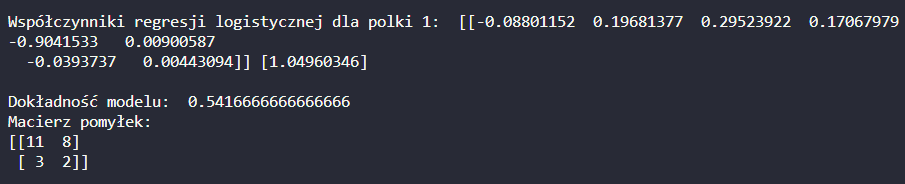 Współczynniki regresji logistycznej dla polki 1:  [[-0.08801152  0.19681377  0.29523922  0.17067979
-0.9041533   0.00900587
  -0.0393737   0.00443094]] [1.04960346]

Dokładność modelu:  0.5416666666666666
Macierz pomyłek:
[[11  8]
 [ 3  2]]